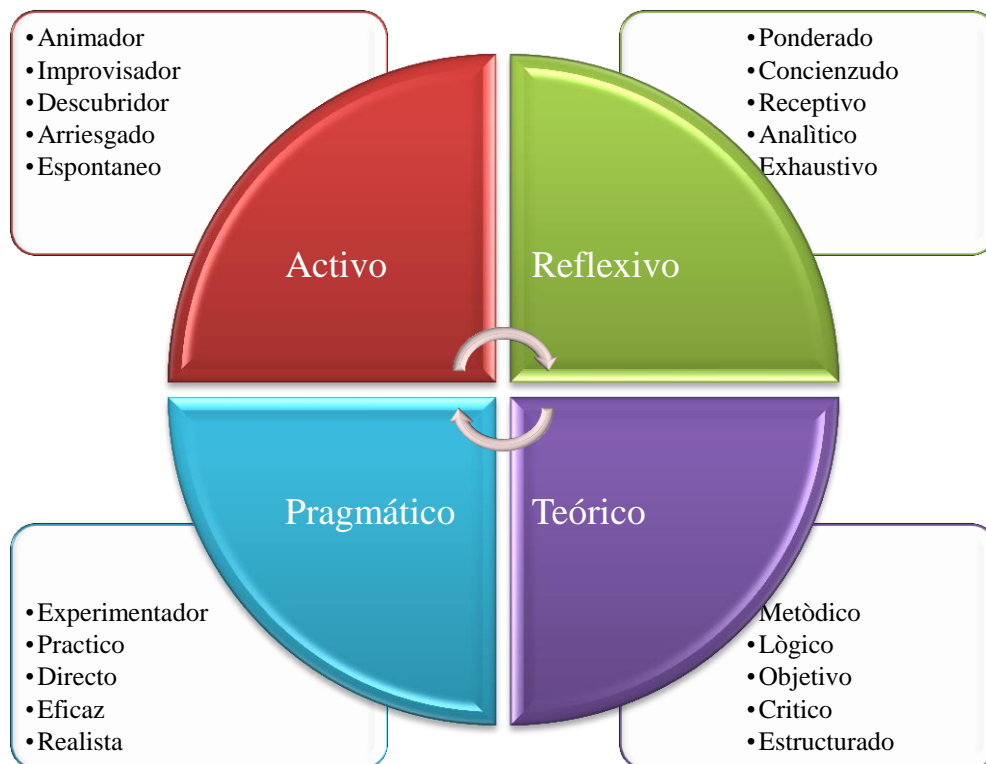 •Animador
•Improvisador
•Descubridor
•Arriesgado
•Espontaneo
•Ponderado
•Concienzudo
•Receptivo
•Analìtico
Exhaustivo
Activo
Reflexivo
Pragmático
Teórico
•Experimentador
•Practico
•Directo
•Eficaz
•Realista
Metòdico
•Lògico
•Objetivo
•Critico
•Estructurado